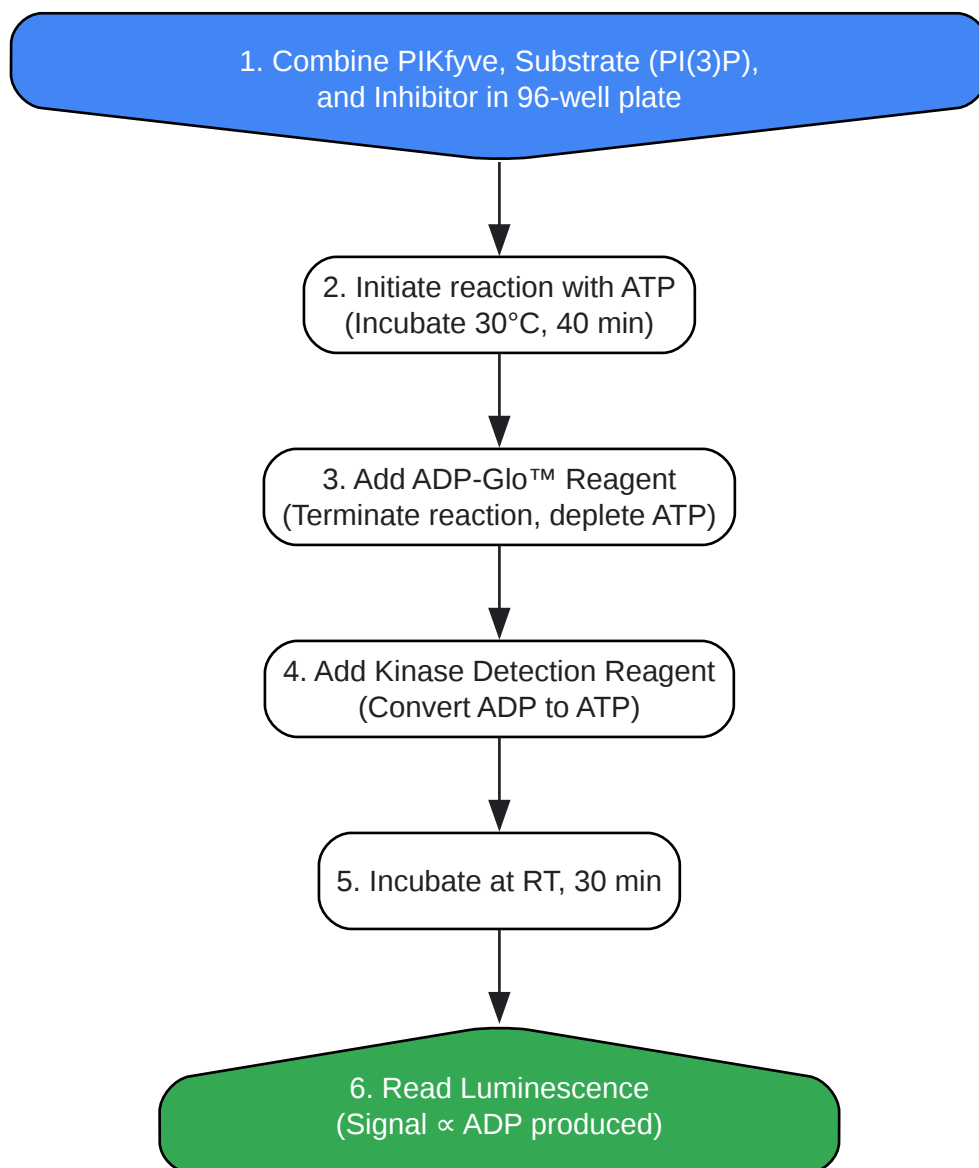 1. Combine PIKfyve, Substrate (PI(3)P),
and Inhibitor in 96-well plate
2. Initiate reaction with ATP
(Incubate 30°C, 40 min)
3. Add ADP-Glo™ Reagent
(Terminate reaction, deplete ATP)
4. Add Kinase Detection Reagent
(Convert ADP to ATP)
5. Incubate at RT, 30 min
6. Read Luminescence
(Signal ∝ ADP produced)